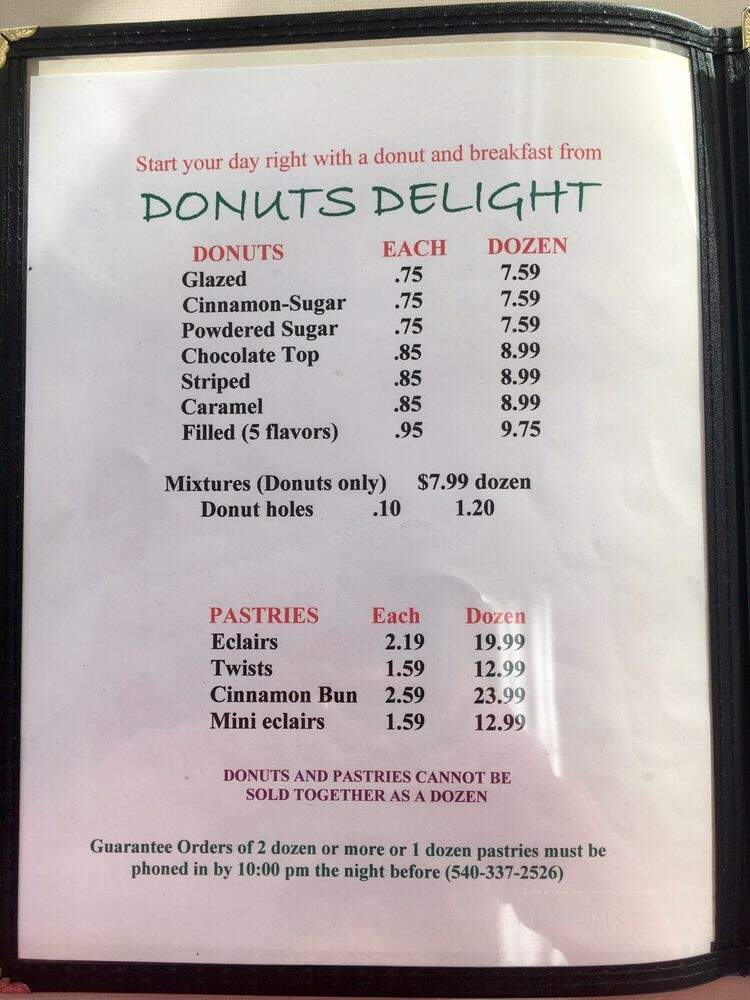 Start your day right with a donut and breakfast from
DONUTS DELIGHT
DONUTS EACH DOZEN
Glazed .75 7.59
Cinnamon-Sugar .75 7.59
Powdered Sugar .75 7.59
Chocolate Top .85 8.99
Striped .85 8.99
Caramel .85 8.99
Filled (5 flavors) .95 9.75
Mixtures (Donuts only) $7.99 dozen
Donut holes .10 1.20
PASTRIES Each Dozen
Eclairs 2.19 19.99
Twists 1.59 12.99
Cinnamon Bun 2.59 23.99
Mini eclairs 1.59 12.99
DONUTS AND PASTRIES CANNOT BE
SOLD TOGETHER AS A DOZEN
Guarantee Orders of 2 dozen or more or 1 dozen pastries must be
phoned in by 10:00 pm the night before (540-337-2526)